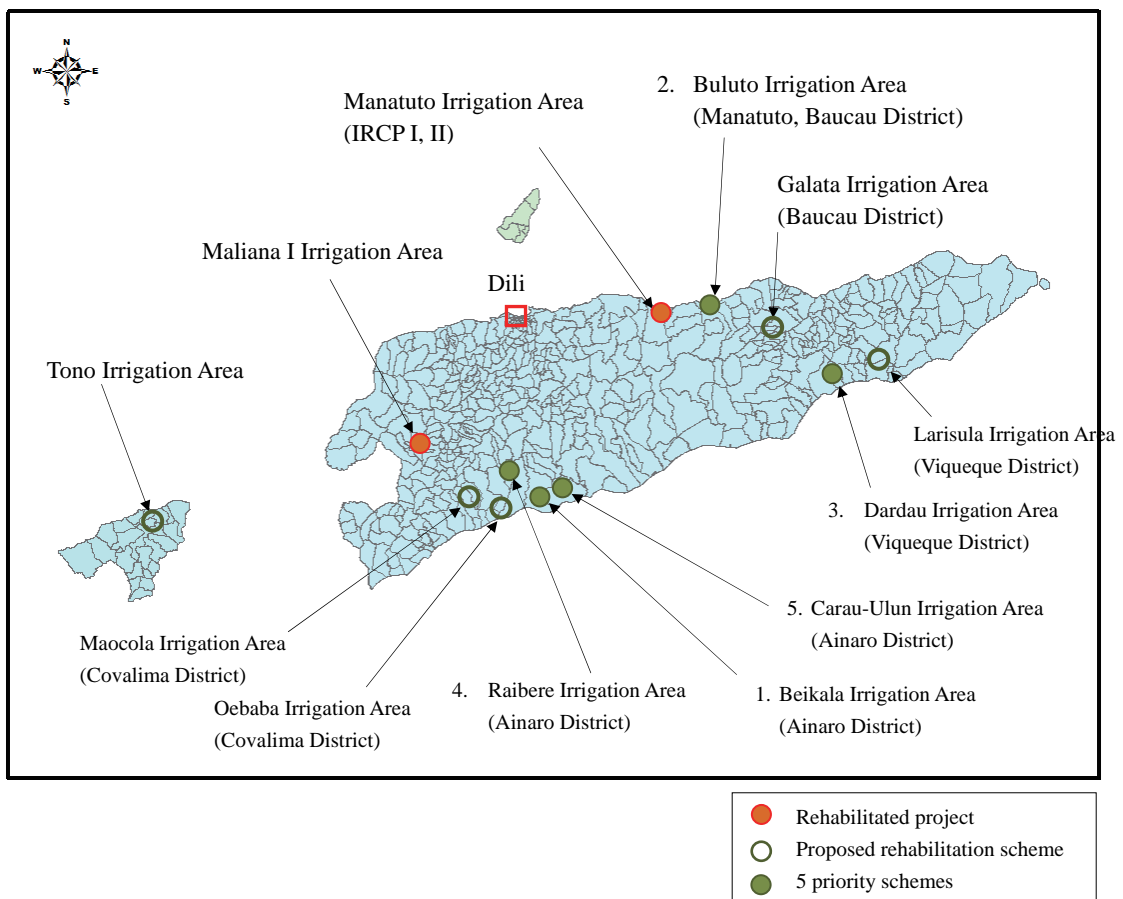 N
W
E
S
2. Buluto Irrigation Area
(Manatuto, Baucau District)
Manatuto Irrigation Area
(IRCP I, II)
Galata Irrigation Area
(Baucau District)
Maliana I Irrigation Area
Dili
Tono Irrigation Area
Larisula Irrigation Area
(Viqueque District)
3. Dardau Irrigation Area
(Viqueque District)
5. Carau-Ulun Irrigation Area
(Ainaro District)
Maocola Irrigation Area
(Covalima District)
Oebaba Irrigation Area
(Covalima District)
4. Raibere Irrigation Area
(Ainaro District)
1. Beikala Irrigation Area
(Ainaro District)
Rehabilitated project
Proposed rehabilitation scheme
5 priority schemes